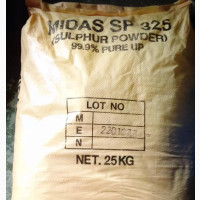 MIDAS SP 325
(SULPHUR POWDER)
99.9% PURE UP
LOT NO
M
E
N
NET. 25KG